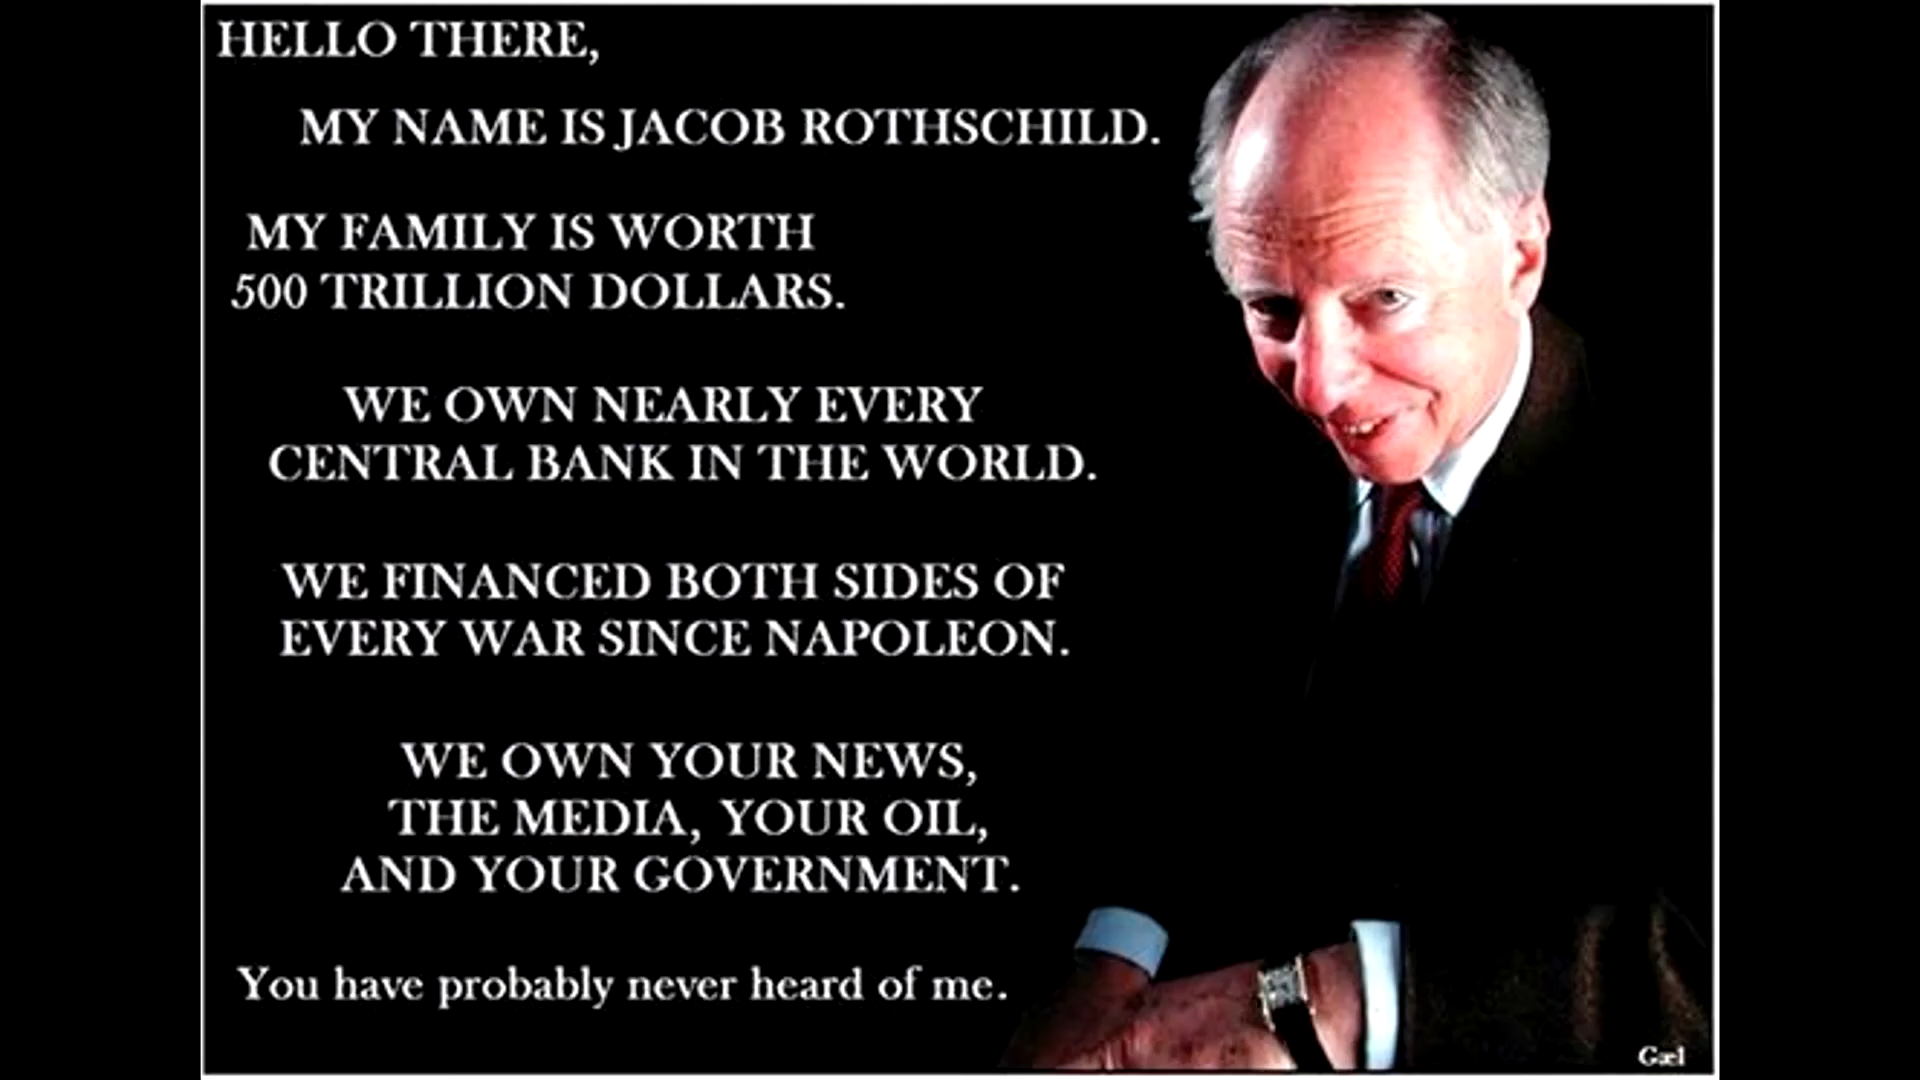 HELLO THERE,
MY NAME IS JACOB ROTHSCHILD.
MY FAMILY IS WORTH
500 TRILLION DOLLARS.
WE OWN NEARLY EVERY
CENTRAL BANK IN THE WORLD.
WE FINANCED BOTH SIDES OF
EVERY WAR SINCE NAPOLEON.
WE OWN YOUR NEWS,
THE MEDIA, YOUR OIL,
AND YOUR GOVERNMENT.
You have probably never heard of me.
Gæl